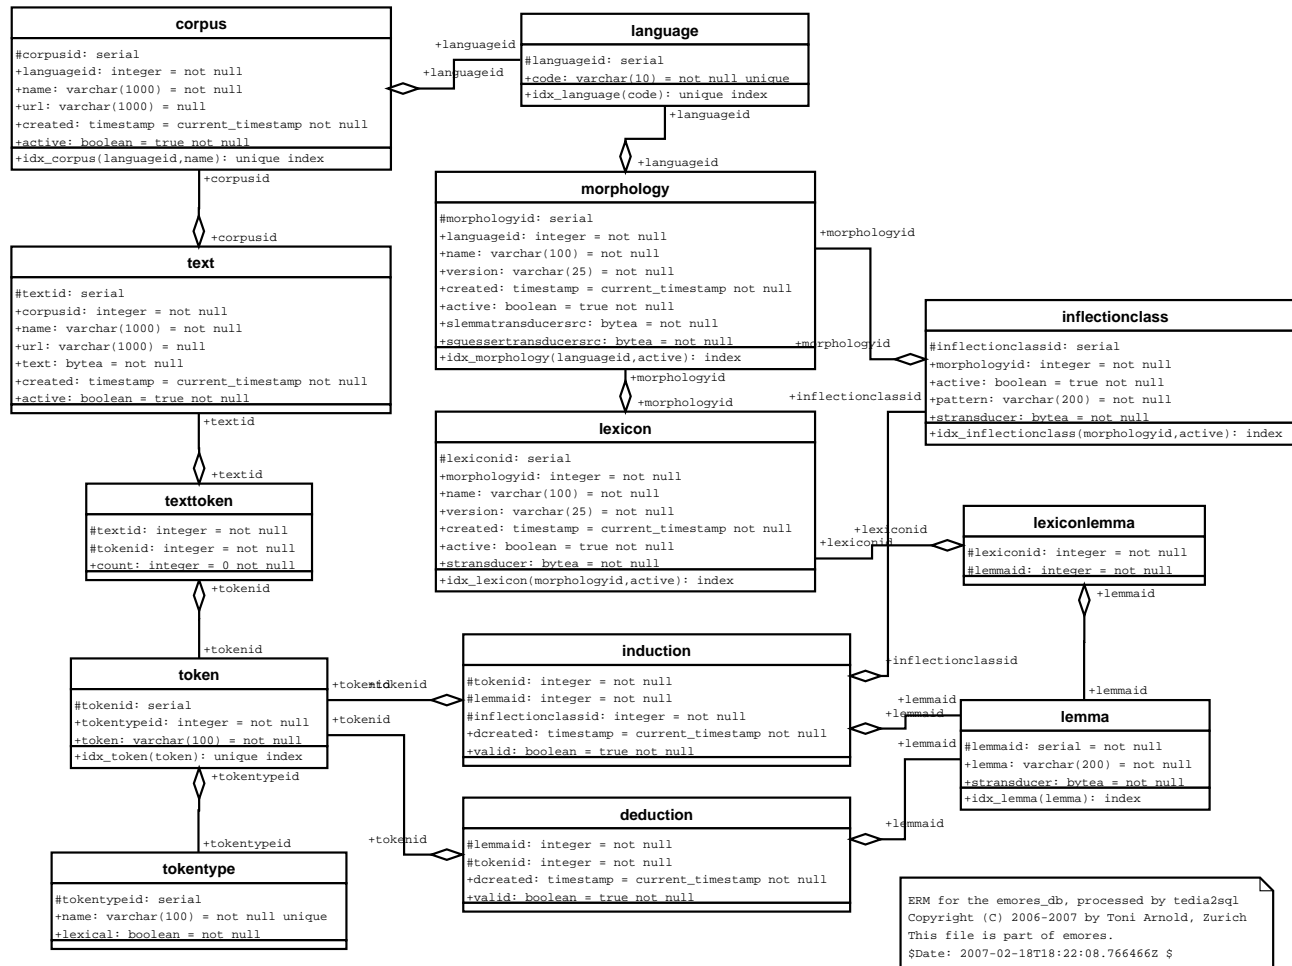 corpus
#corpusid: serial
+languageid: integer = not null
+name: varchar(1000) = not null
+url: varchar(1000) = null
+created: timestamp = current_timestamp not null
+active: boolean = true not null
+idx_corpus(languageid,name): unique index
+languageid
+languageid
language
#languageid: serial
+code: varchar(10) = not null unique
+idx_language(code): unique index
+languageid
+languageid
+corpusid
+corpusid
morphology
#morphologyid: serial
+languageid: integer = not null
+name: varchar(100) = not null
+version: varchar(25) = not null
+created: timestamp = current_timestamp not null
+active: boolean = true not null
+slemmatransducersrc: bytea = not null
+sguessertransducersrc: bytea = not null
+idx_morphology(languageid,active): index
+morphologyid
+morphologyid
text
#textid: serial
+corpusid: integer = not null
+name: varchar(1000) = not null
+url: varchar(1000) = null
+text: bytea = not null
+created: timestamp = current_timestamp not null
+active: boolean = true not null
+textid
+textid
inflectionclass
#inflectionclassid: serial
+morphologyid: integer = not null
+active: boolean = true not null
+pattern: varchar(200) = not null
+stransducer: bytea = not null
+idx_inflectionclass(morphologyid,active): index
+inflectionclassid
+morphologyid
+morphologyid
lexicon
#lexiconid: serial
+morphologyid: integer = not null
+name: varchar(100) = not null
+version: varchar(25) = not null
+created: timestamp = current_timestamp not null
+active: boolean = true not null
+stransducer: bytea = not null
+idx_lexicon(morphologyid,active): index
+lexiconid
+lexiconid
texttoken
#textid: integer = not null
#tokenid: integer = not null
+count: integer = 0 not null
+tokenid
+tokenid
lexiconlemma
#lexiconid: integer = not null
#lemmaid: integer = not null
+lemmaid
+lemmaid
token
#tokenid: serial
+tokentypeid: integer = not null
+token: varchar(100) = not null
+idx_token(token): unique index
+tokentypeid
+tokentypeid
+tokenid
+tokenid
+tokenid
+tokenid
induction
#tokenid: integer = not null
#lemmaid: integer = not null
#inflectionclassid: integer = not null
+dcreated: timestamp = current_timestamp not null
+valid: boolean = true not null
+inflectionclassid
+lemmaid
+lemmaid
+lemmaid
+lemmaid
lemma
#lemmaid: serial = not null
+lemma: varchar(200) = not null
+stransducer: bytea = not null
+idx_lemma(lemma): index
deduction
#lemmaid: integer = not null
#tokenid: integer = not null
+dcreated: timestamp = current_timestamp not null
+valid: boolean = true not null
tokentype
#tokentypeid: serial
+name: varchar(100) = not null unique
+lexical: boolean = not null
ERM for the emores_db, processed by tedia2sql
Copyright (C) 2006-2007 by Toni Arnold, Zurich
This file is part of emores.
$Date: 2007-02-18T18:22:08.766466Z $